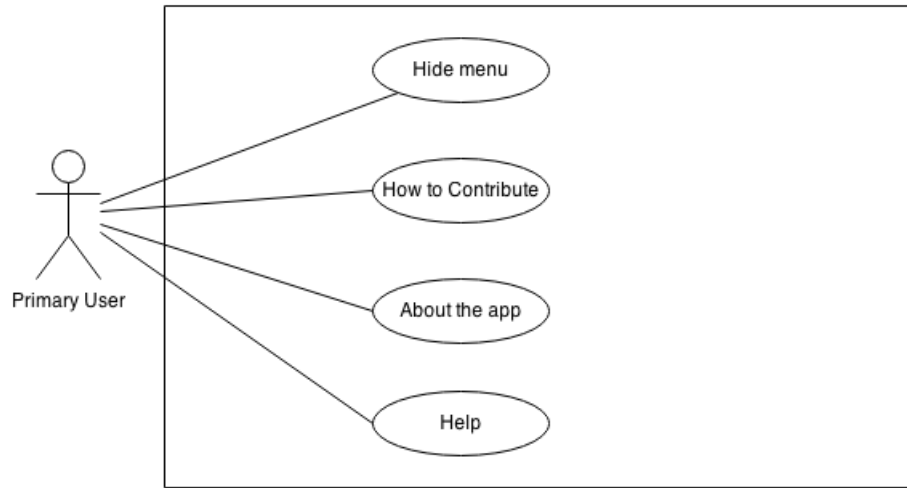 Hide menu
How to Contribute
Primary User
About the app
Help